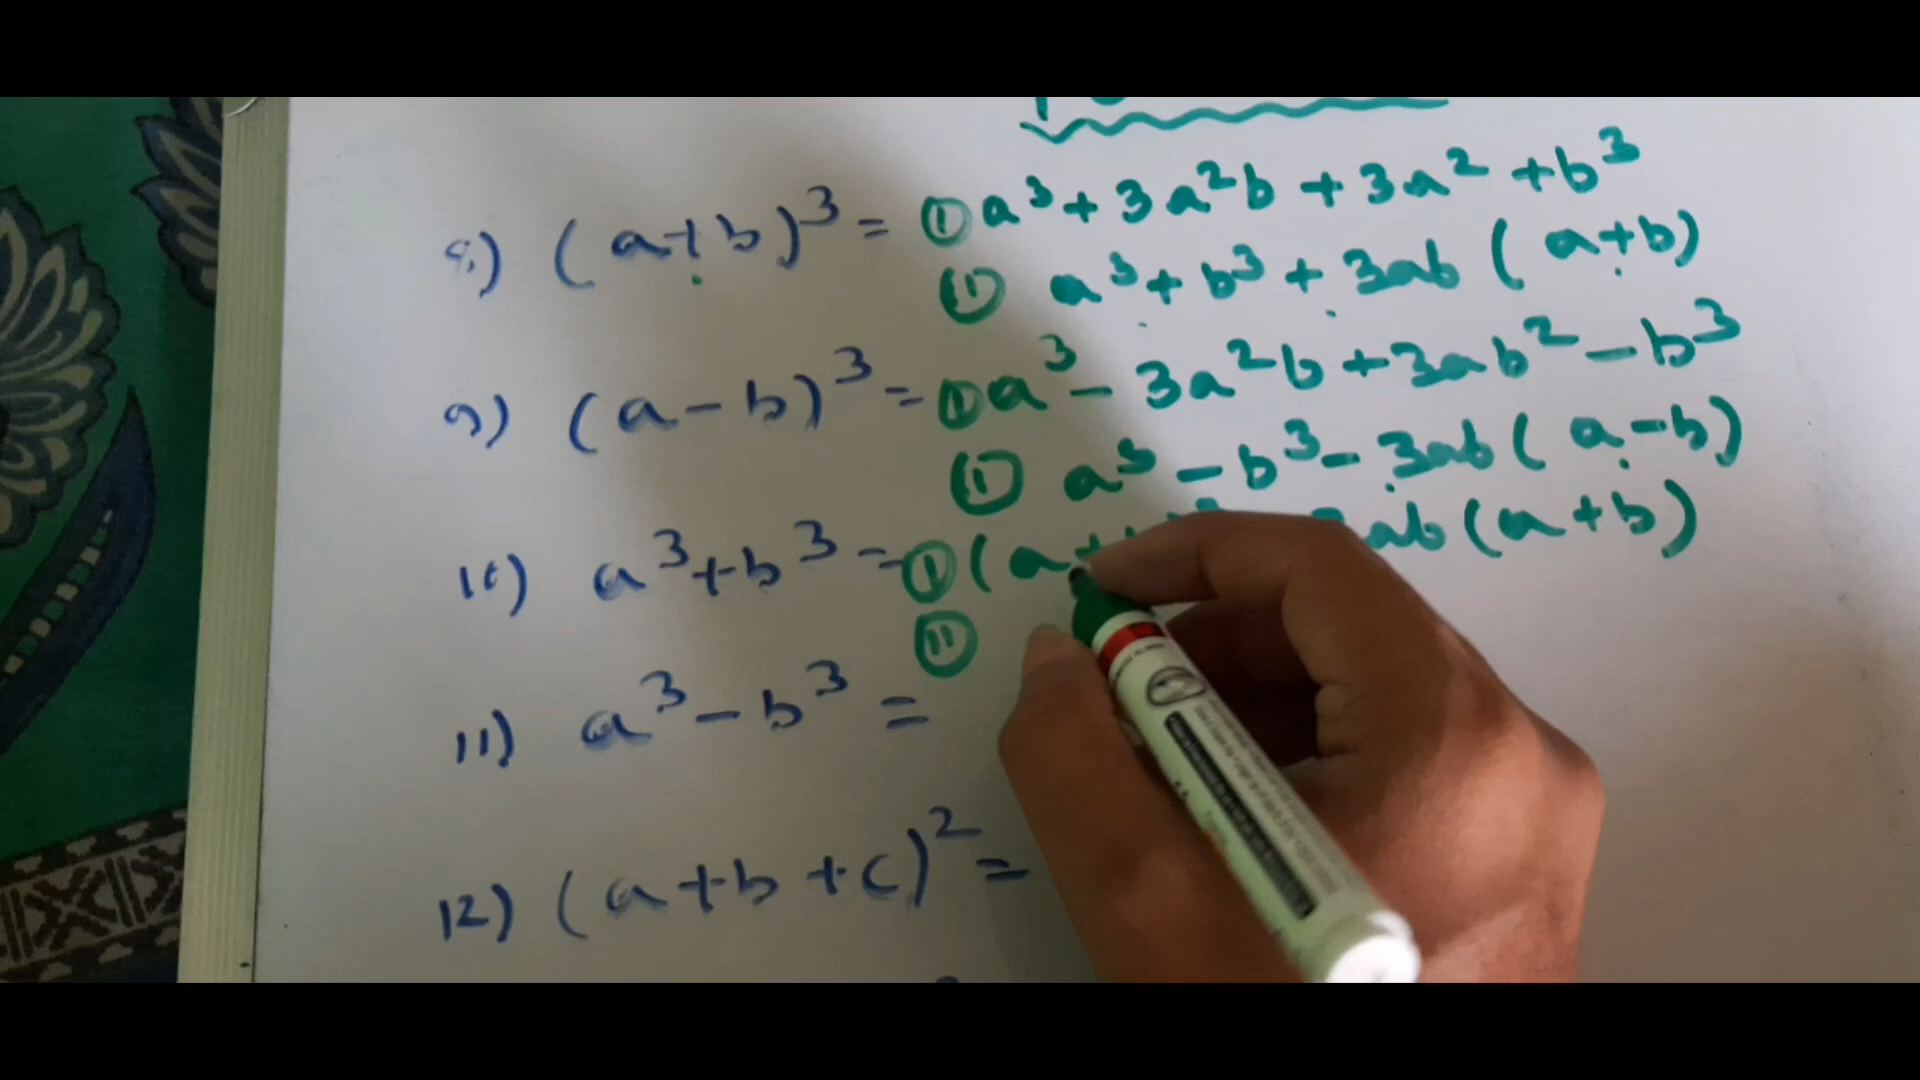 8) (a+b)³ = ① a³ + 3a²b + 3a² + b³
② a³ + b³ + 3ab (a+b)
9) (a-b)³ = ① a³ - 3a²b + 3ab² - b³
② a³ - b³ - 3ab (a-b)
10) a³+b³ = ① (a+ 3ab (a+b)
②
11) a³-b³ =
12) (a+b+c)² =